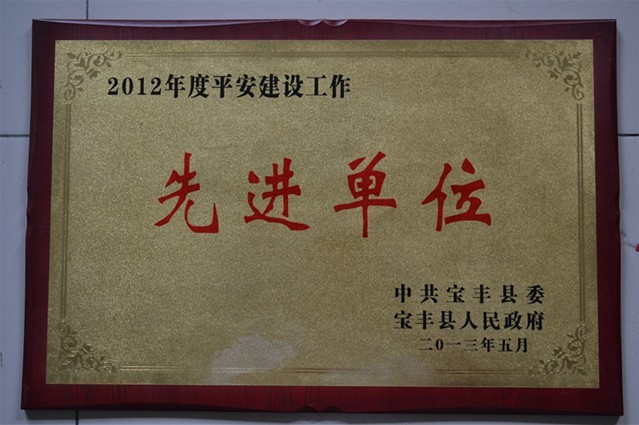 2012年度平安建设工作
先进单位
中共宝丰县委
宝丰县人民政府
二0一三年五月